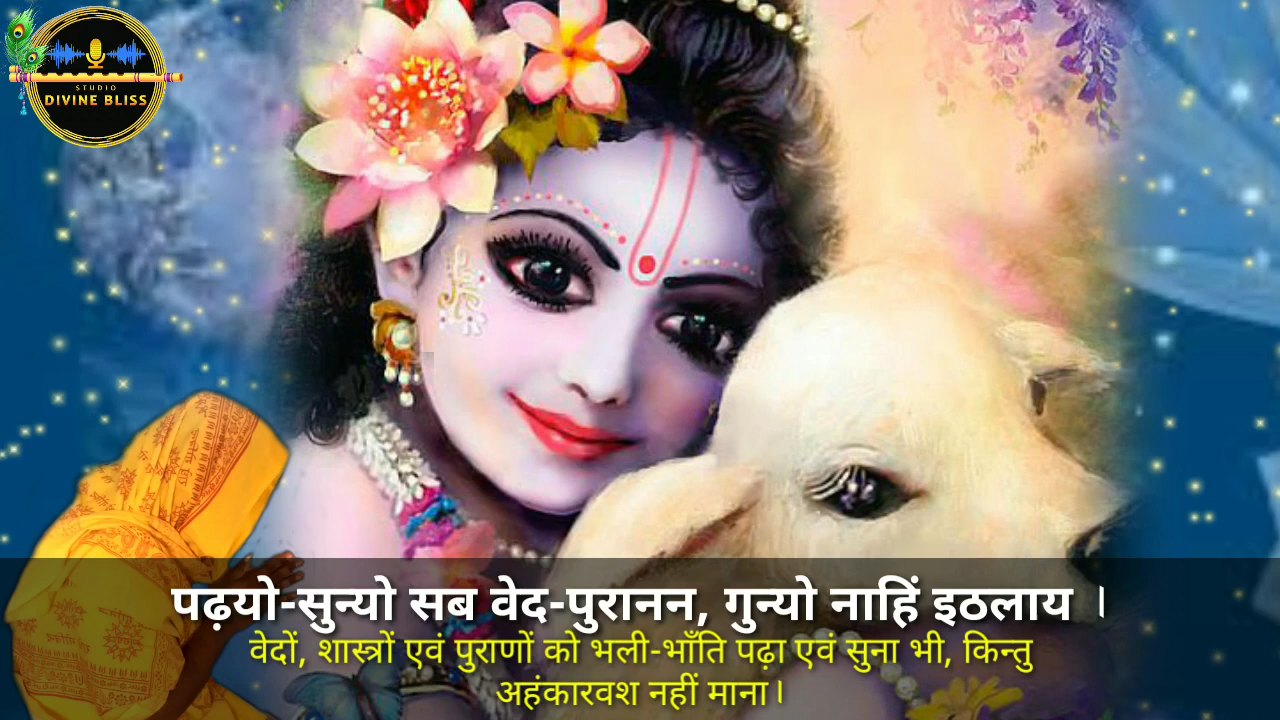 STUDIO
DIVINE BLISS
पढ़यो-सुन्यो सब वेद-पुरानन, गुन्यो नाहिं इठलाय ।
वेदों, शास्त्रों एवं पुराणों को भली-भाँति पढ़ा एवं सुना भी, किन्तु
अहंकारवश नहीं माना।